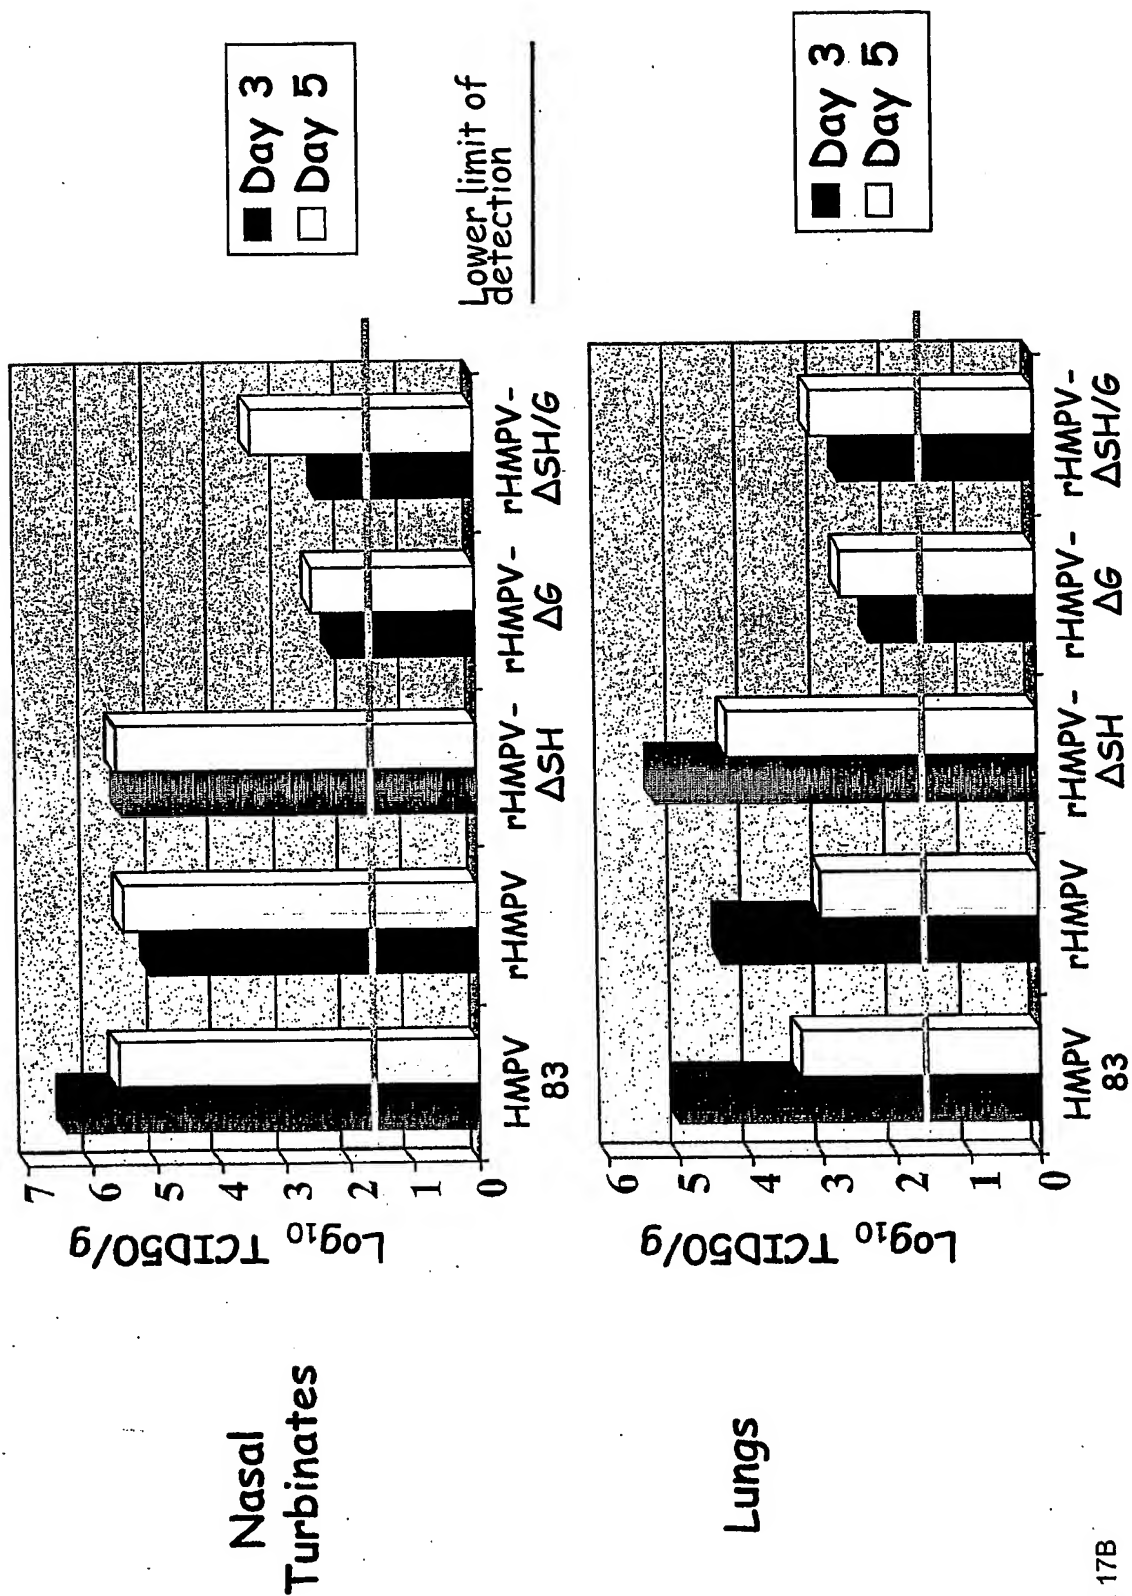 Nasal
Turbinates
Log₁₀ TCID50/g
7
6
5
4
3
2
1
0
HMPV
83
rHMPV
rHMPV-
ΔSH
rHMPV-
ΔG
rHMPV-
ΔSH/G
Day 3
Day 5
Lower limit of
detection
Lungs
Log₁₀ TCID50/g
6
5
4
3
2
1
0
HMPV
83
rHMPV
rHMPV-
ΔSH
rHMPV-
ΔG
rHMPV-
ΔSH/G
Day 3
Day 5
17B